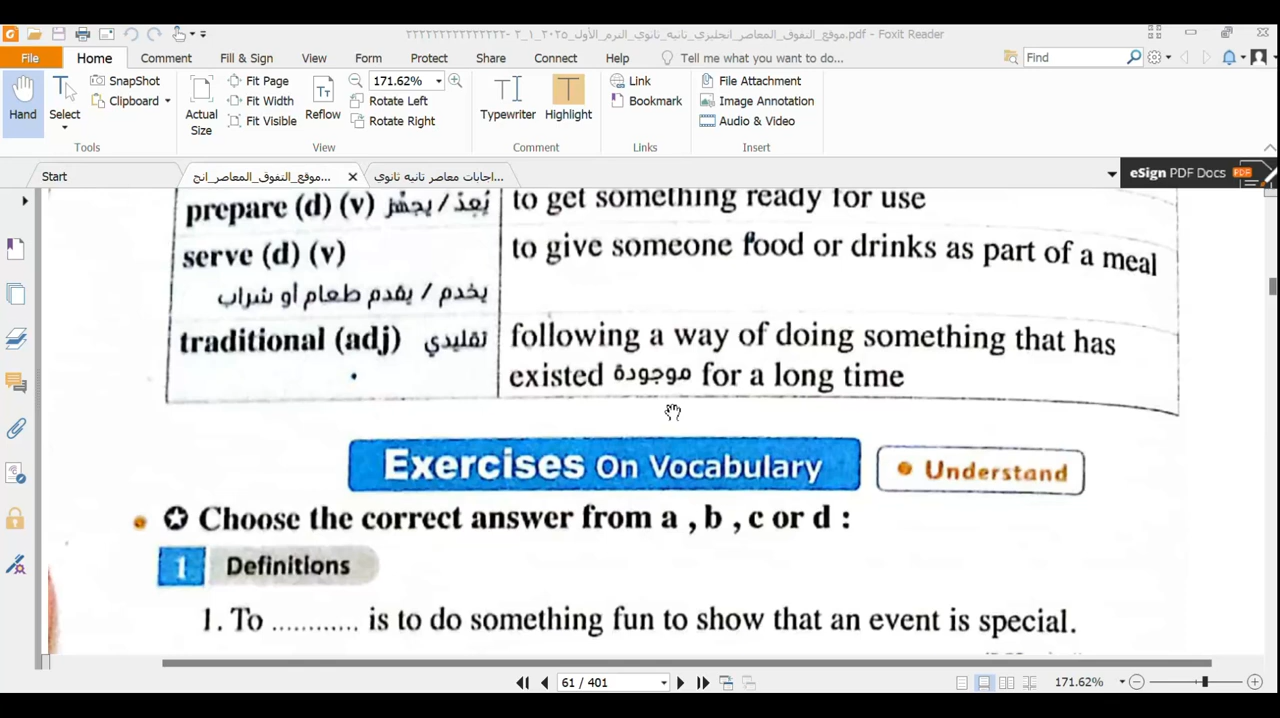 موقع_التفوق_المعاصر_انجليزي_ثانية_ثانوي_الترم_الأول_٢٠٢٥_١_٢ -٢٢٢٢٢٢٢٢٢٢٢٢٢٢٢٢.pdf - Foxit Reader
File Home Comment Fill & Sign View Form Protect Share Connect Help Tell me what you want to do... Find
SnapShot Fit Page 171.62% Link File Attachment
Clipboard Fit Width Rotate Left Bookmark Image Annotation
Hand Select Actual Size Fit Visible Reflow Rotate Right Typewriter Highlight Audio & Video
Tools View Comment Links Insert
Start موقع_التفوق_المعاصر_انج... اجابات معاصر تانيه ثانوي... eSign PDF Docs PDF
prepare (d) (v) يُعِدّ / يجهّز to get something ready for use
serve (d) (v) to give someone food or drinks as part of a meal
يخدم / يقدم طعام أو شراب
traditional (adj) تقليدي following a way of doing something that has
existed موجودة for a long time
Exercises On Vocabulary Understand
Choose the correct answer from a , b , c or d :
1 Definitions
1. To ............ is to do something fun to show that an event is special.
61 / 401 171.62%